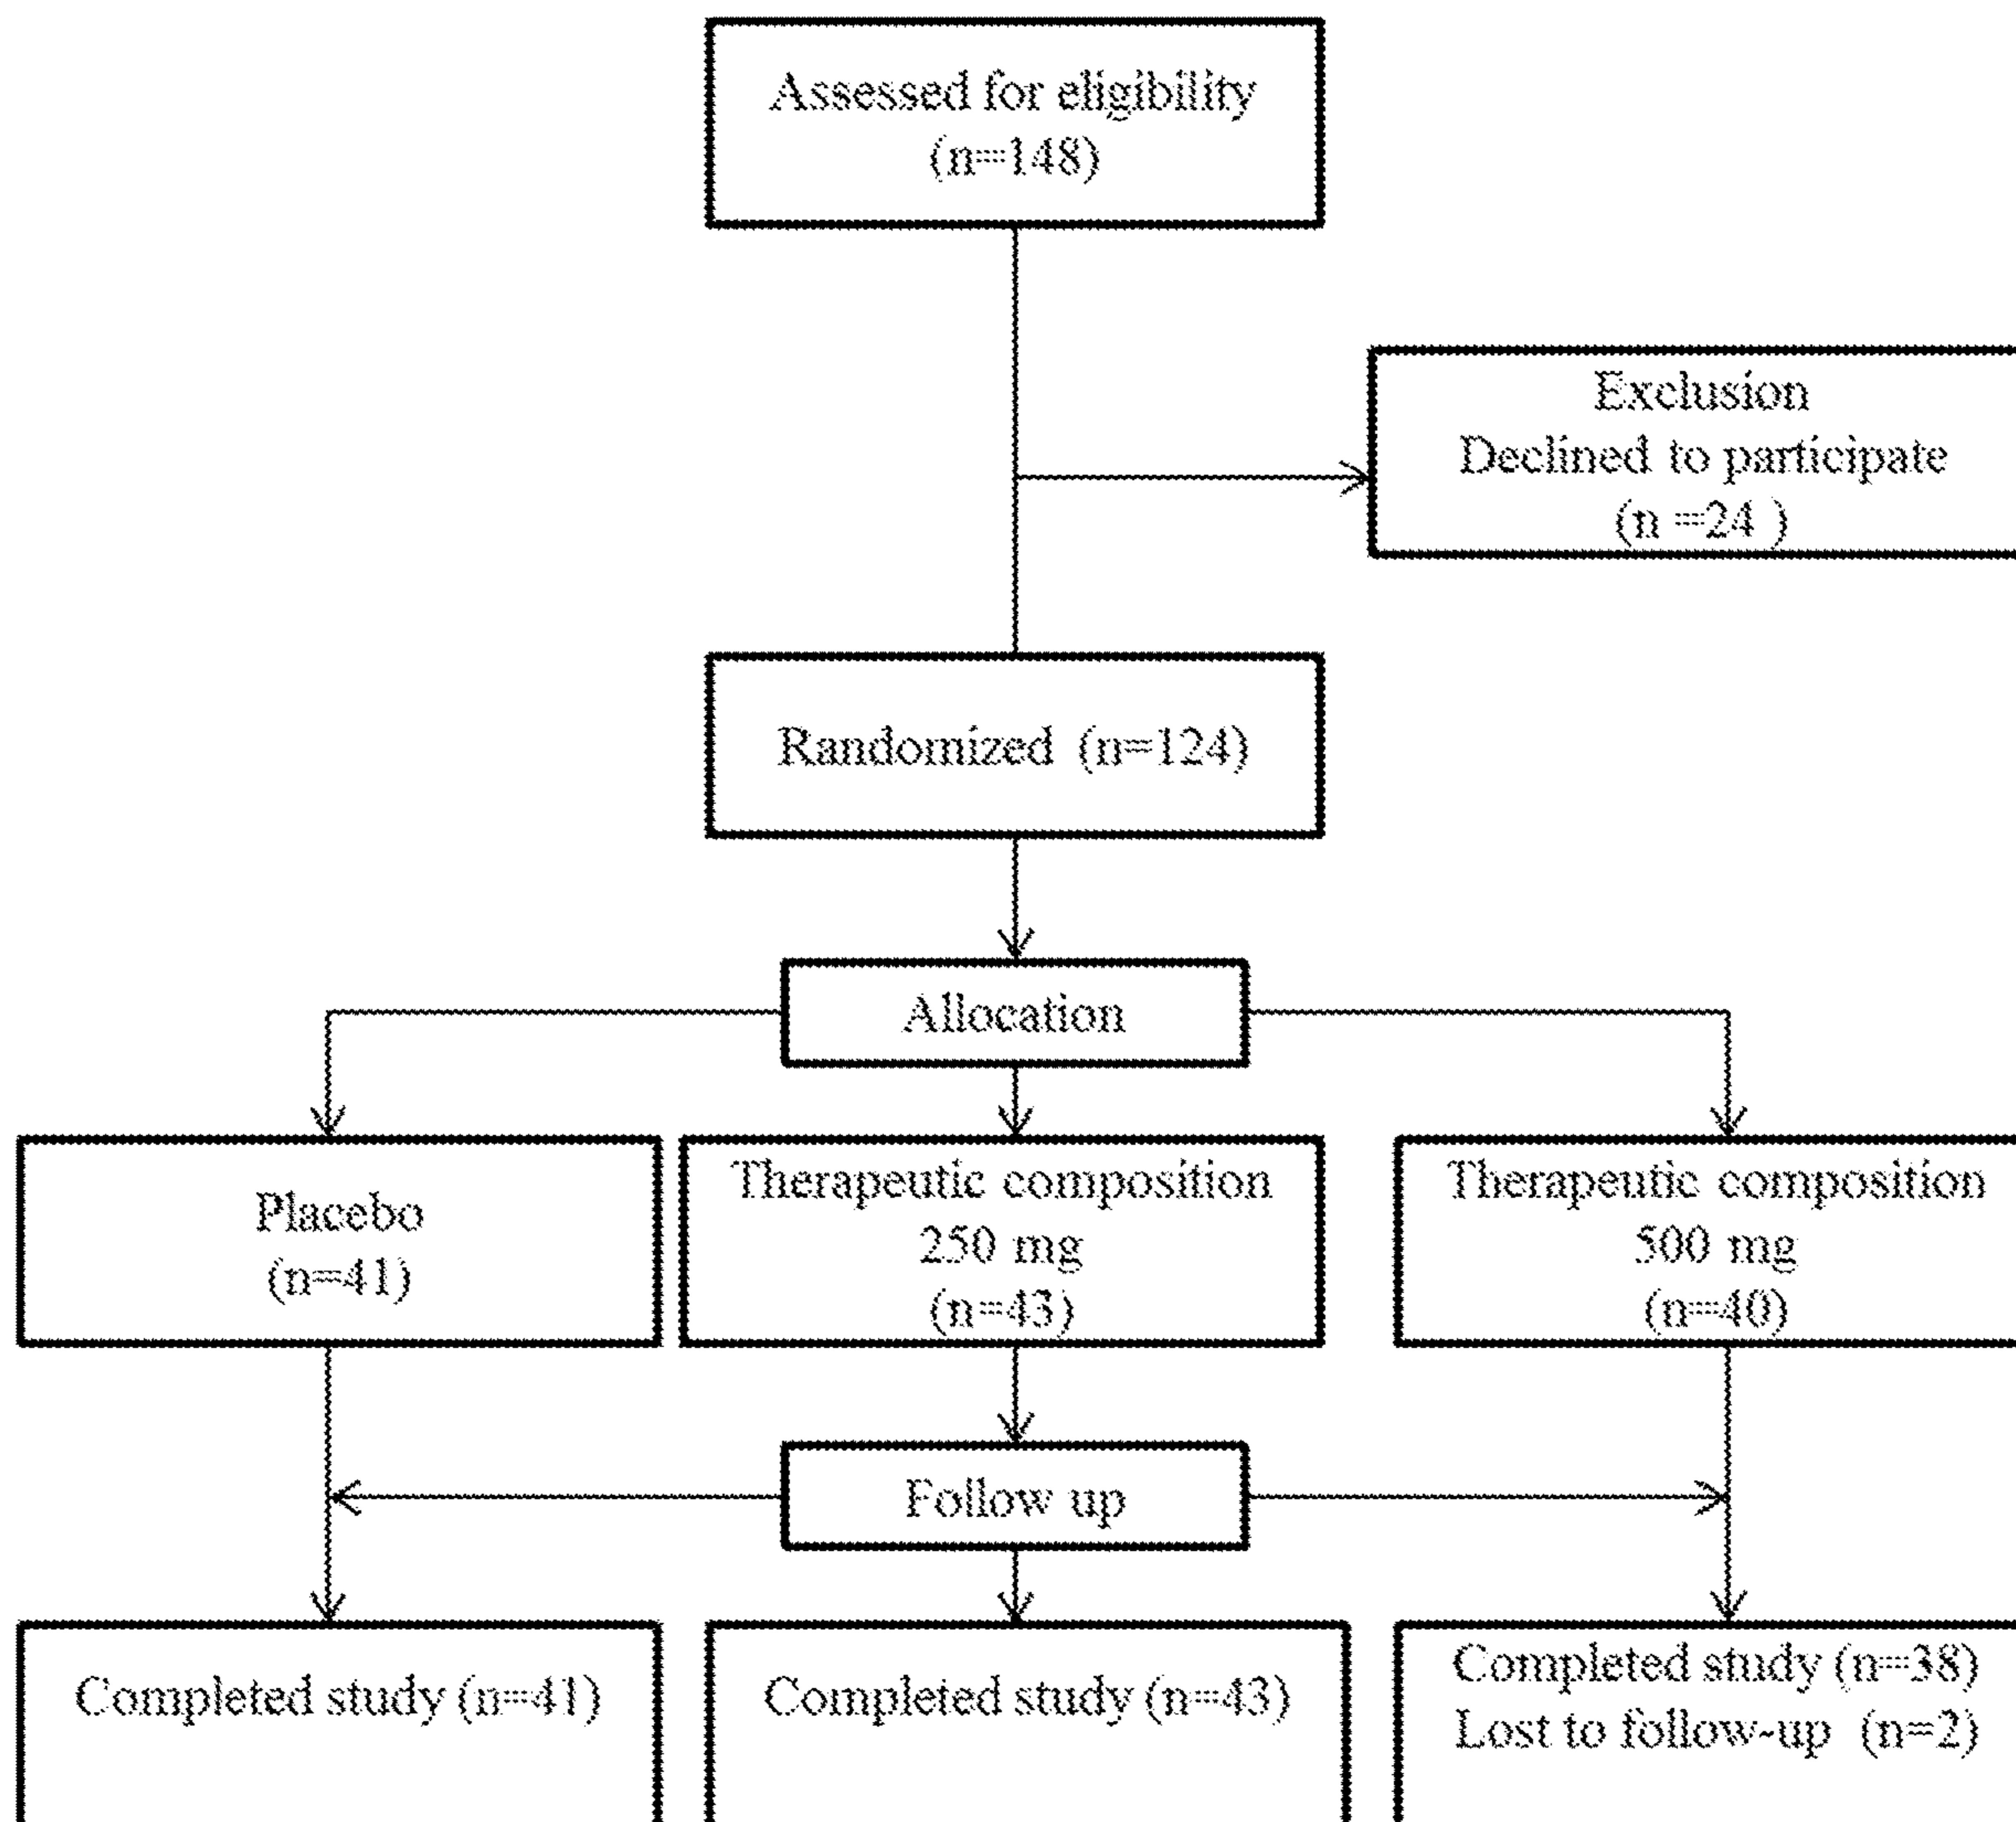 Assessed for eligibility
(n=148)
Exclusion
Declined to participate
(n =24 )
Randomized (n=124)
Allocation
Placebo
(n=41)
Therapeutic composition
250 mg
(n=43)
Therapeutic composition
500 mg
(n=40)
Follow up
Completed study (n=41)
Completed study (n=43)
Completed study (n=38)
Lost to follow-up (n=2)